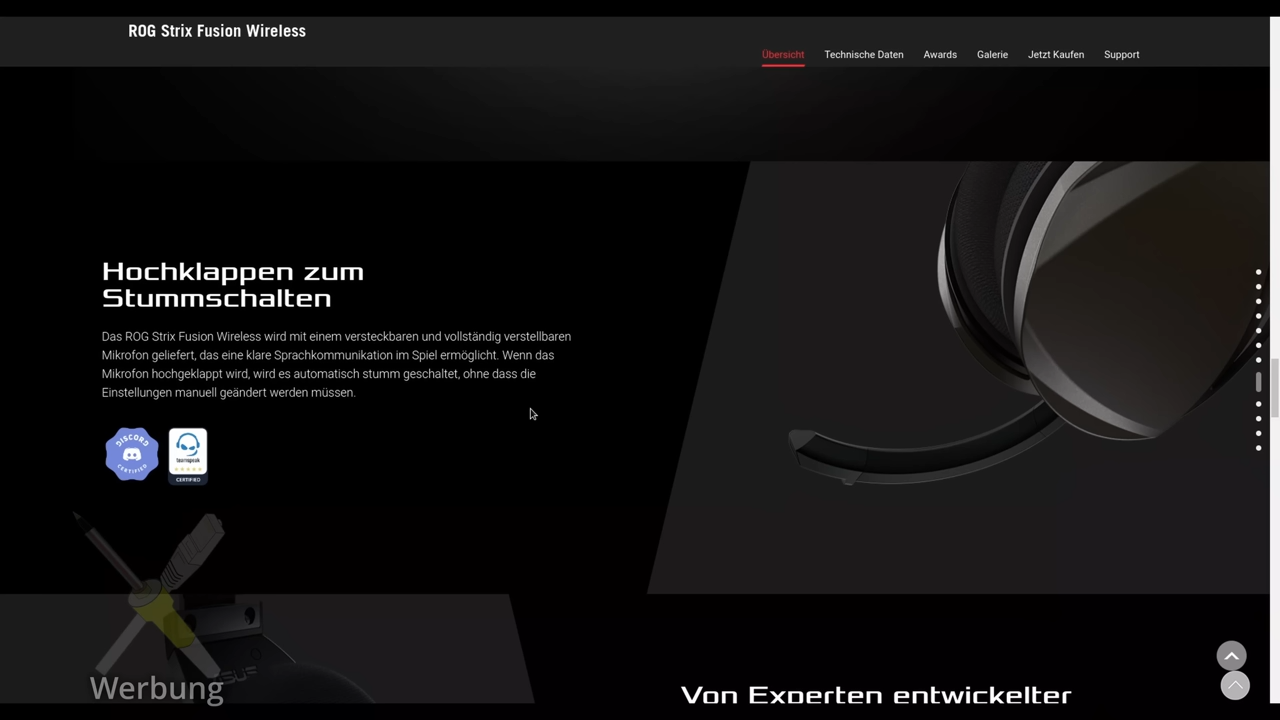 ROG Strix Fusion Wireless
Übersicht Technische Daten Awards Galerie Jetzt Kaufen Support
Hochklappen zum
Stummschalten
Das ROG Strix Fusion Wireless wird mit einem versteckbaren und vollständig verstellbaren
Mikrofon geliefert, das eine klare Sprachkommunikation im Spiel ermöglicht. Wenn das
Mikrofon hochgeklappt wird, wird es automatisch stumm geschaltet, ohne dass die
Einstellungen manuell geändert werden müssen.
DISCORD
CERTIFIED
teamspeak
CERTIFIED
Werbung
Von Experten entwickelter